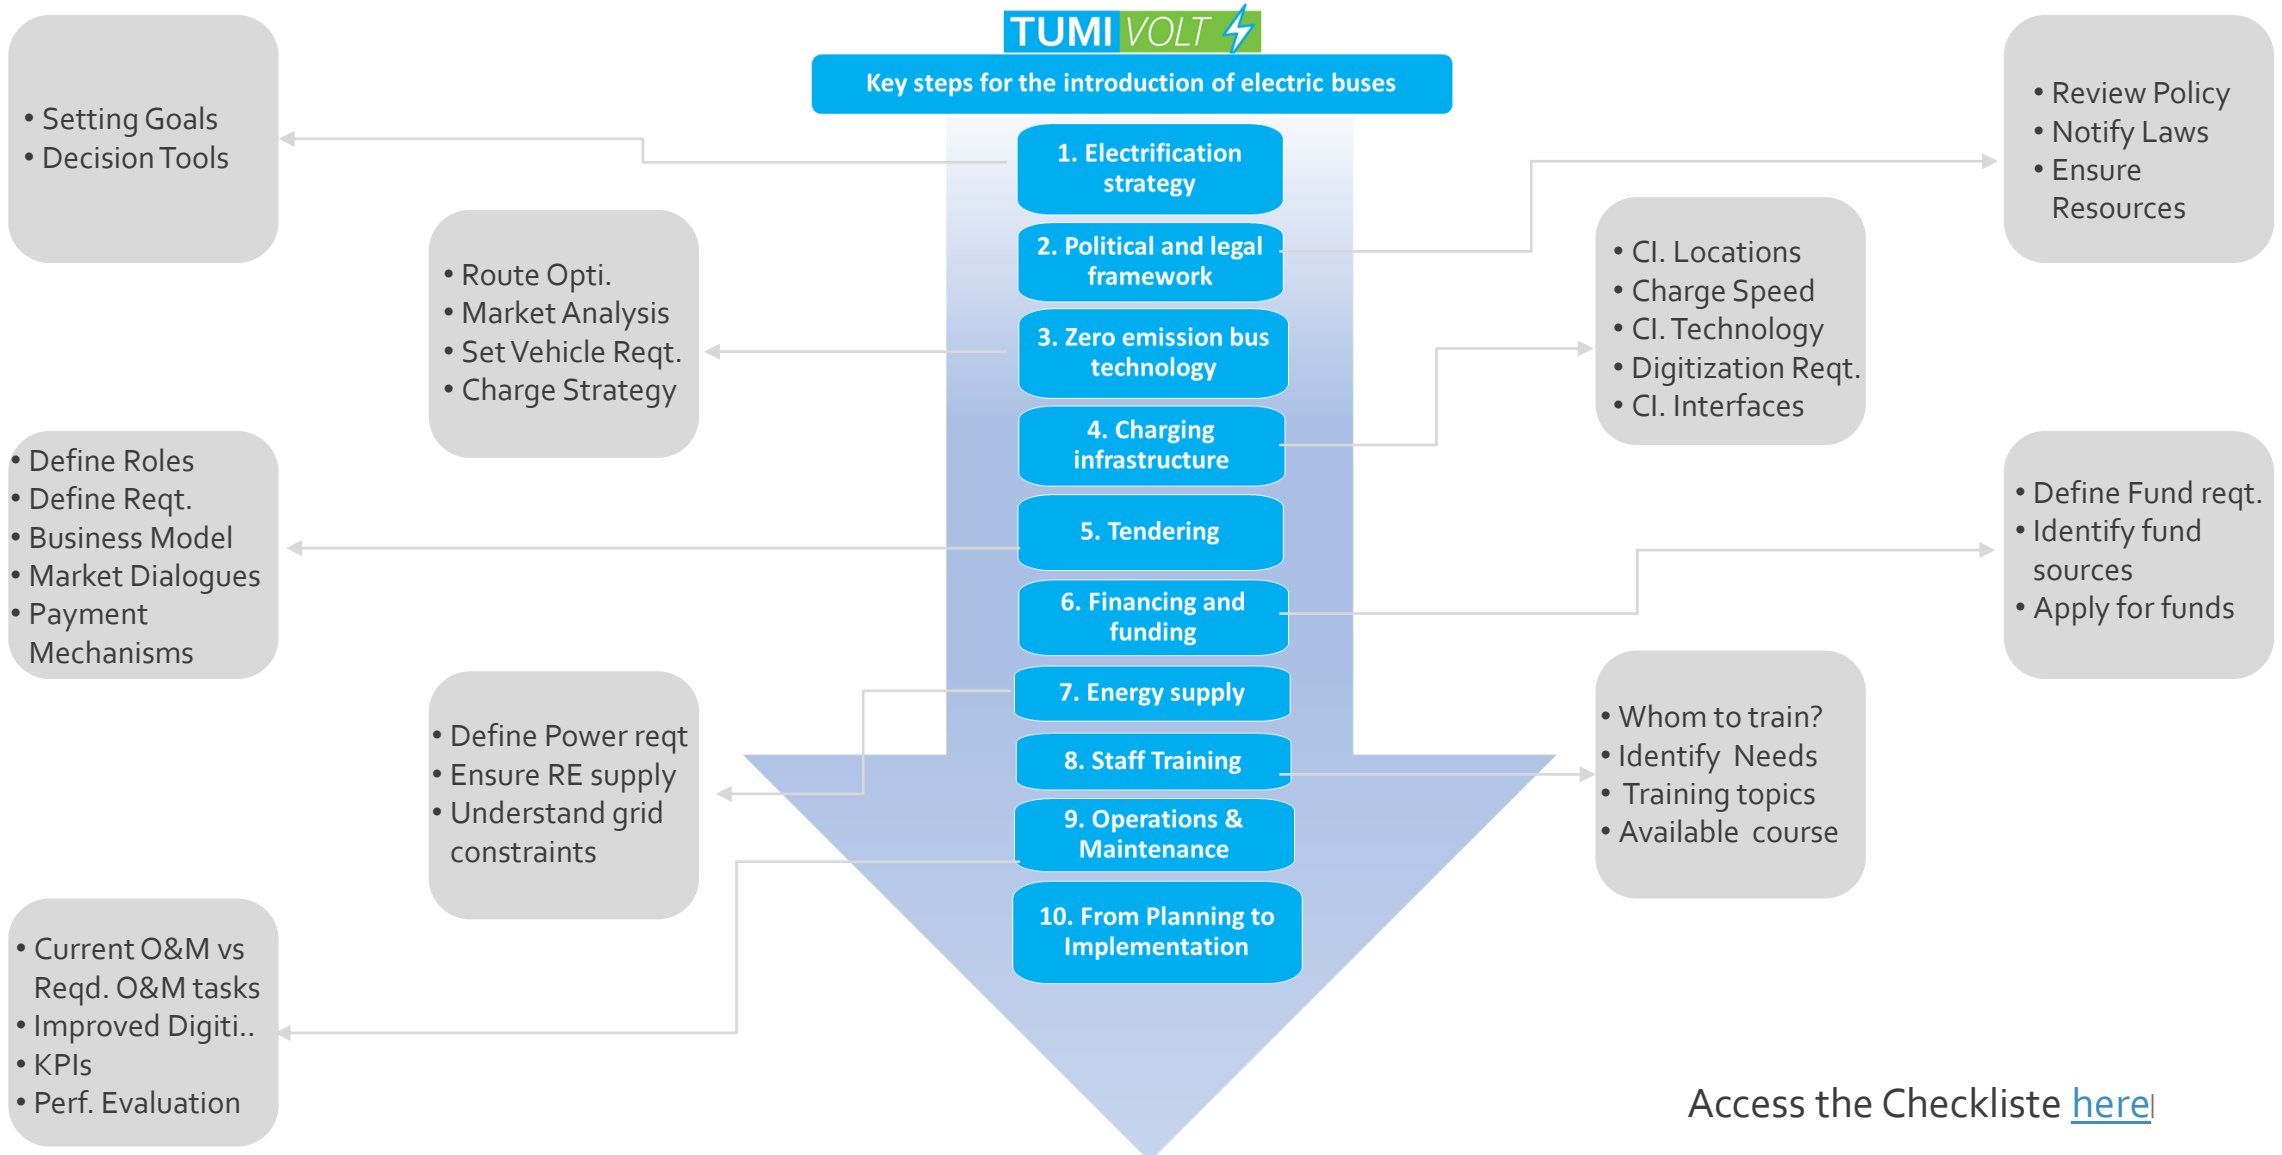 TUMI VOLT
Key steps for the introduction of electric buses
1. Electrification
strategy
2. Political and legal
framework
3. Zero emission bus
technology
4. Charging
infrastructure
5. Tendering
6. Financing and
funding
7. Energy supply
8. Staff Training
9. Operations &
Maintenance
10. From Planning to
Implementation
• Setting Goals
• Decision Tools
• Review Policy
• Notify Laws
• Ensure
Resources
• Route Opti.
• Market Analysis
• Set Vehicle Reqt.
• Charge Strategy
• CI. Locations
• Charge Speed
• CI. Technology
• Digitization Reqt.
• CI. Interfaces
• Define Roles
• Define Reqt.
• Business Model
• Market Dialogues
• Payment
Mechanisms
• Define Fund reqt.
• Identify fund
sources
• Apply for funds
• Define Power reqt
• Ensure RE supply
• Understand grid
constraints
• Whom to train?
• Identify Needs
• Training topics
• Available course
• Current O&M vs
Reqd. O&M tasks
• Improved Digiti..
• KPIs
• Perf. Evaluation
Access the Checkliste here